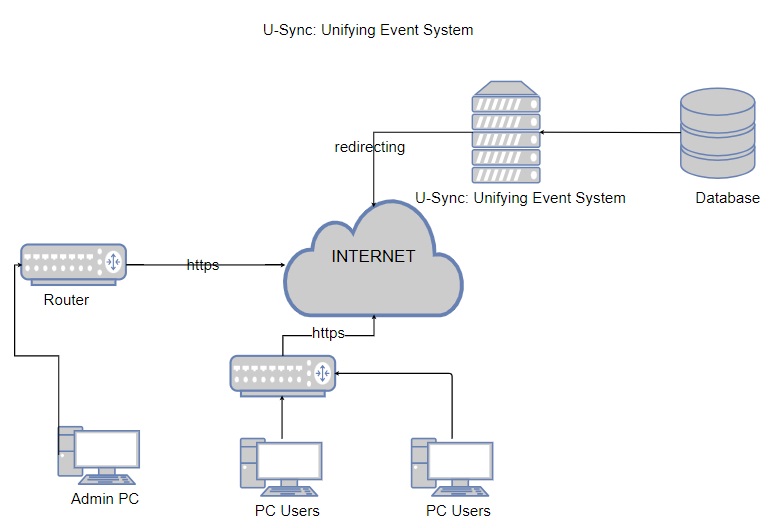 U-Sync: Unifying Event System
redirecting
U-Sync: Unifying Event System
Database
INTERNET
https
Router
https
Admin PC
PC Users
PC Users